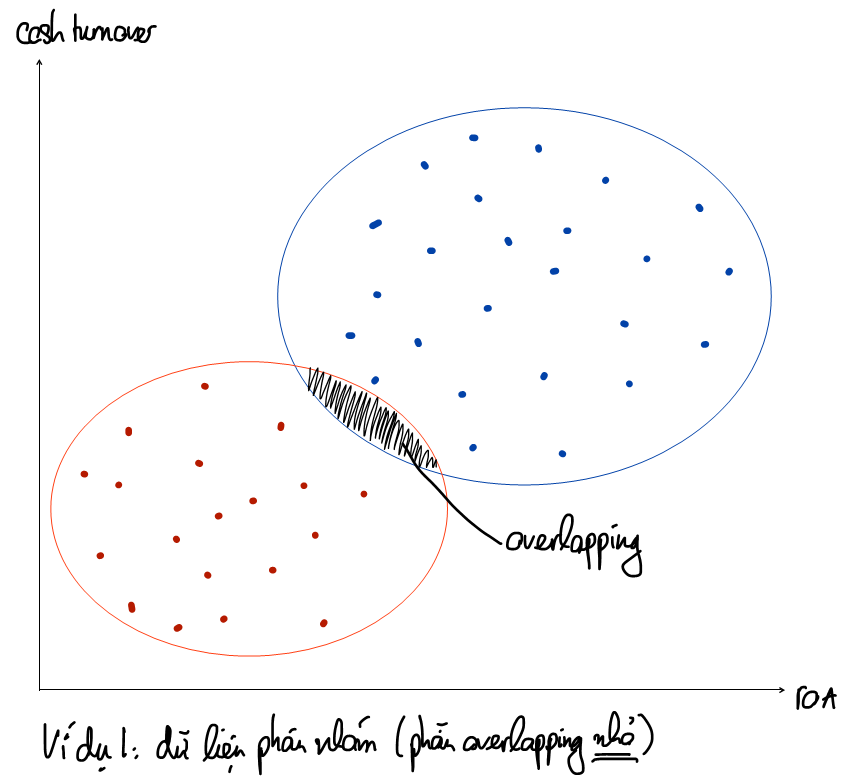 cash turnover
overlapping
ROA
Ví dụ 1: dữ liệu phân nhóm (phần overlapping nhỏ)